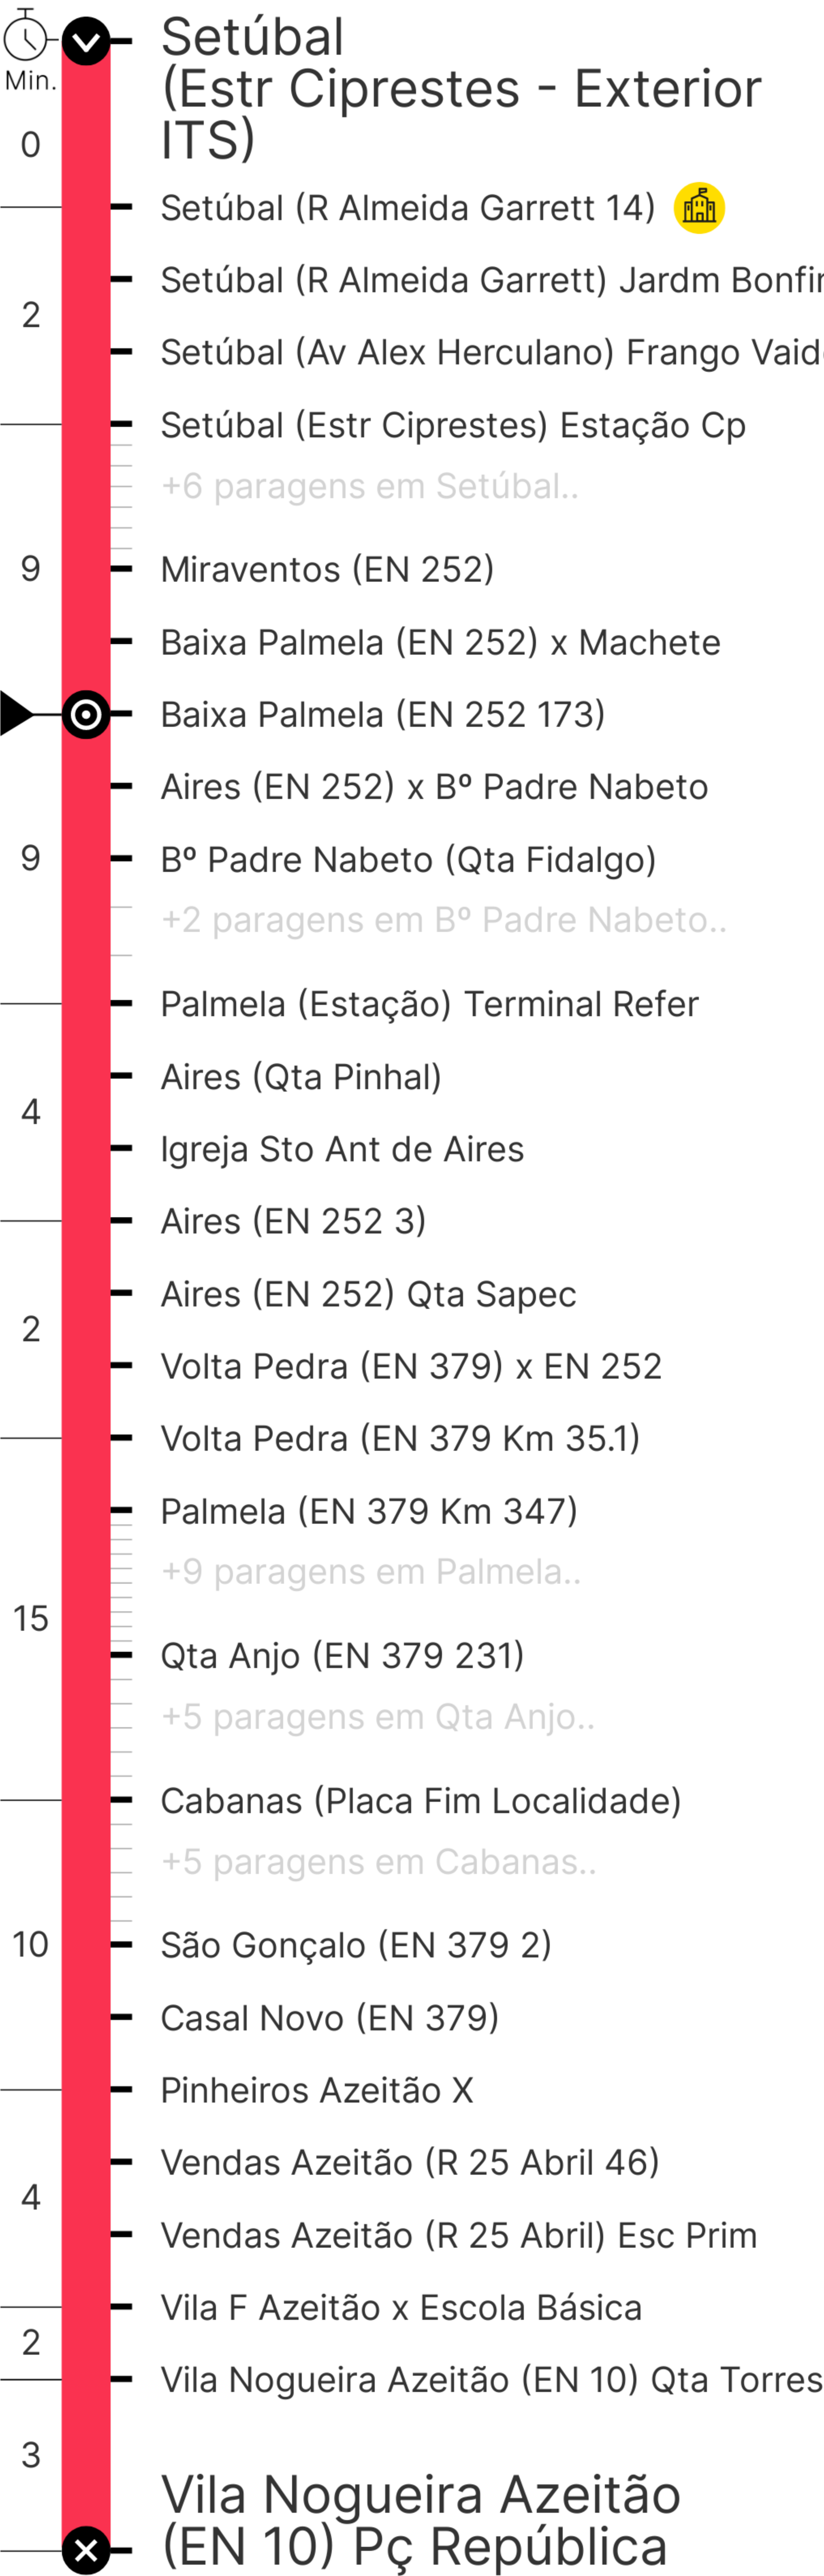 Setúbal
(Estr Ciprestes - Exterior
ITS)
Min.
0
Setúbal (R Almeida Garrett 14)
Setúbal (R Almeida Garrett) Jardm
2
Setúbal (Av Alex Herculano) Frango
Setúbal (Estr Ciprestes) Estação Cp
+6 paragens em Setúbal..
9
Miraventos (EN 252)
Baixa Palmela (EN 252) x Machete
Baixa Palmela (EN 252 173)
Aires (EN 252) x Bº Padre Nabeto
9
Bº Padre Nabeto (Qta Fidalgo)
+2 paragens em Bº Padre Nabeto..
Palmela (Estação) Terminal Refer
Aires (Qta Pinhal)
4
Igreja Sto Ant de Aires
Aires (EN 252 3)
Aires (EN 252) Qta Sapec
2
Volta Pedra (EN 379) x EN 252
Volta Pedra (EN 379 Km 35.1)
Palmela (EN 379 Km 347)
+9 paragens em Palmela..
15
Qta Anjo (EN 379 231)
+5 paragens em Qta Anjo..
Cabanas (Placa Fim Localidade)
+5 paragens em Cabanas..
10
São Gonçalo (EN 379 2)
Casal Novo (EN 379)
Pinheiros Azeitão X
Vendas Azeitão (R 25 Abril 46)
4
Vendas Azeitão (R 25 Abril) Esc Prim
Vila F Azeitão x Escola Básica
2
Vila Nogueira Azeitão (EN 10) Qta Torres
3
Vila Nogueira Azeitão
(EN 10) Pç República